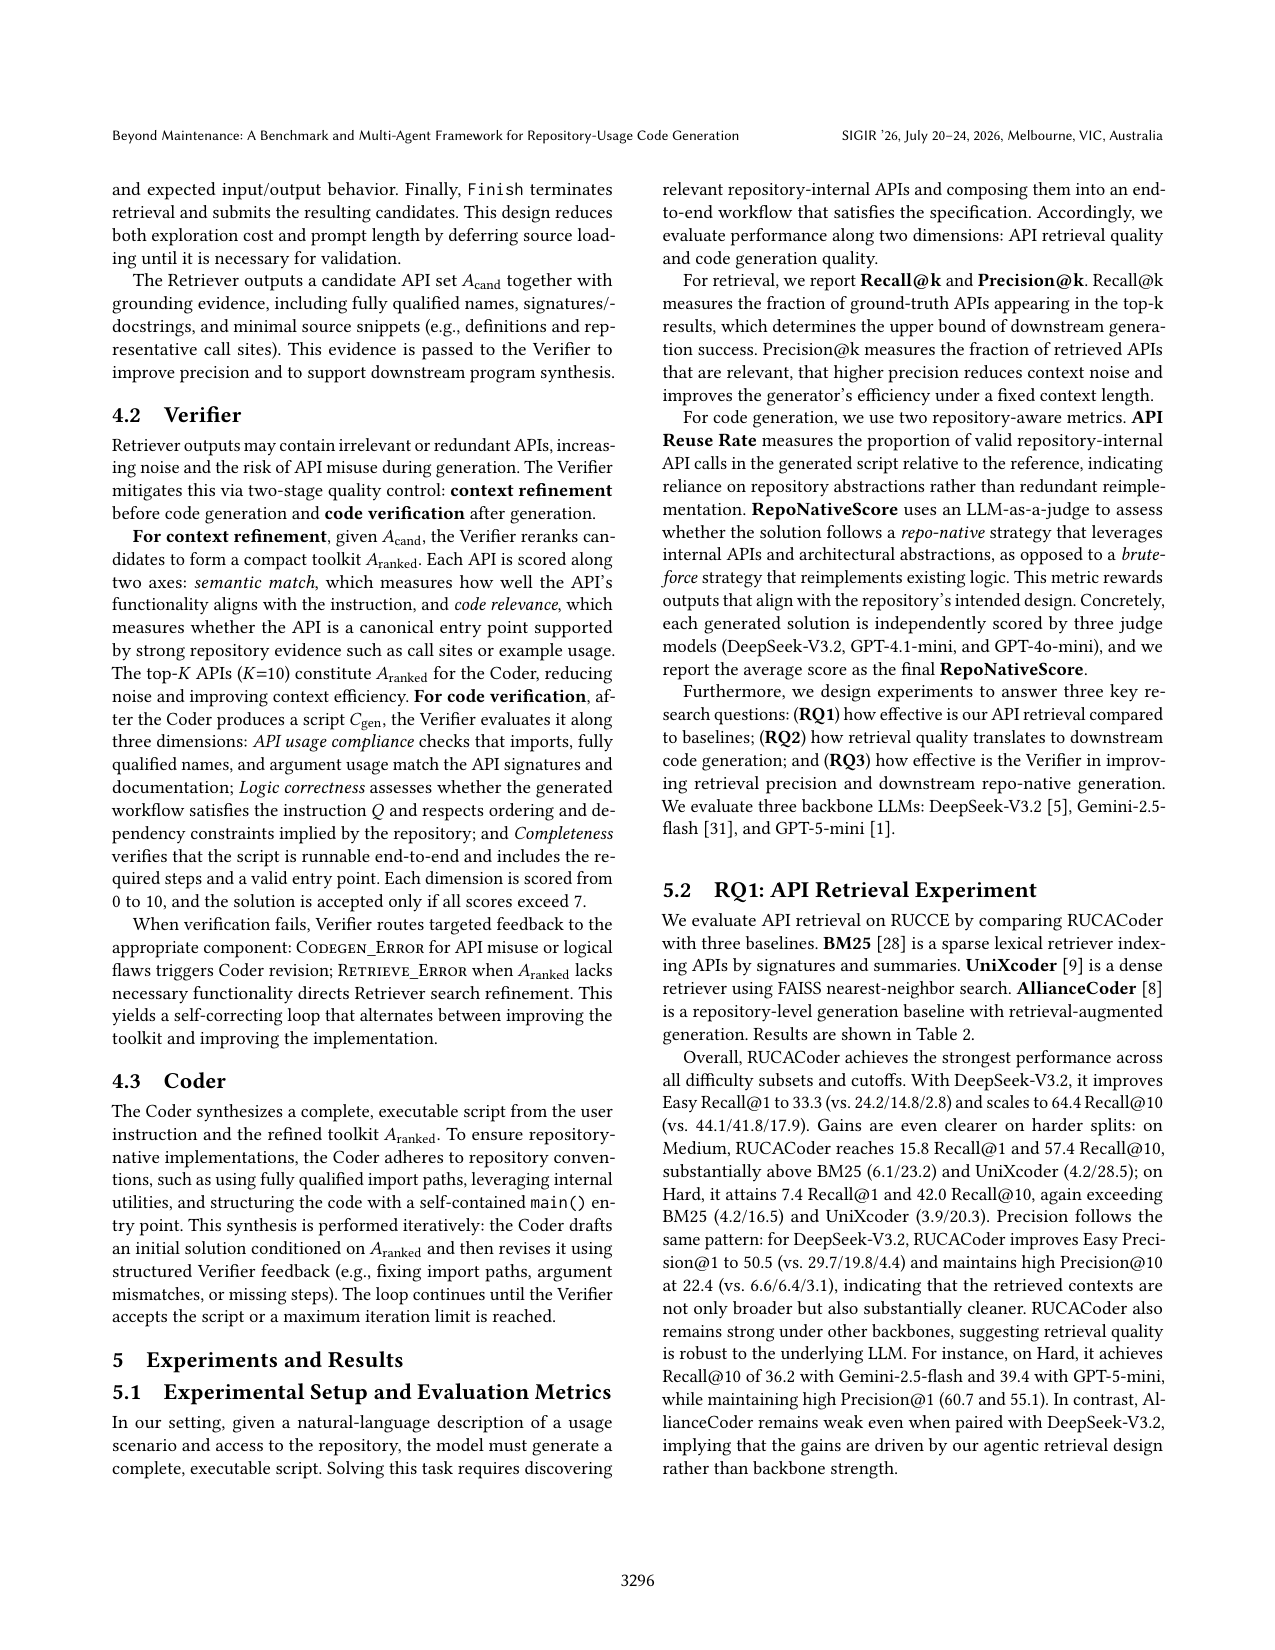 Beyond Maintenance: A Benchmark and Multi-Agent Framework for Repository-Usage Code Generation
SIGIR ’26, July 20–24, 2026, Melbourne, VIC, Australia
and expected input/output behavior. Finally, Finish terminates
retrieval and submits the resulting candidates. This design reduces
both exploration cost and prompt length by deferring source load-
ing until it is necessary for validation.
The Retriever outputs a candidate API set Acand together with
grounding evidence, including fully qualified names, signatures/-
docstrings, and minimal source snippets (e.g., definitions and rep-
resentative call sites). This evidence is passed to the Verifier to
improve precision and to support downstream program synthesis.
4.2 Verifier
Retriever outputs may contain irrelevant or redundant APIs, increas-
ing noise and the risk of API misuse during generation. The Verifier
mitigates this via two-stage quality control: context refinement
before code generation and code verification after generation.
For context refinement, given Acand, the Verifier reranks can-
didates to form a compact toolkit Aranked. Each API is scored along
two axes: semantic match, which measures how well the API’s
functionality aligns with the instruction, and code relevance, which
measures whether the API is a canonical entry point supported
by strong repository evidence such as call sites or example usage.
The top-K APIs (K=10) constitute Aranked for the Coder, reducing
noise and improving context efficiency. For code verification, af-
ter the Coder produces a script Cgen, the Verifier evaluates it along
three dimensions: API usage compliance checks that imports, fully
qualified names, and argument usage match the API signatures and
documentation; Logic correctness assesses whether the generated
workflow satisfies the instruction Q and respects ordering and de-
pendency constraints implied by the repository; and Completeness
verifies that the script is runnable end-to-end and includes the re-
quired steps and a valid entry point. Each dimension is scored from
0 to 10, and the solution is accepted only if all scores exceed 7.
When verification fails, Verifier routes targeted feedback to the
appropriate component: Codegen_Error for API misuse or logical
flaws triggers Coder revision; Retrieve_Error when Aranked lacks
necessary functionality directs Retriever search refinement. This
yields a self-correcting loop that alternates between improving the
toolkit and improving the implementation.
4.3 Coder
The Coder synthesizes a complete, executable script from the user
instruction and the refined toolkit Aranked. To ensure repository-
native implementations, the Coder adheres to repository conven-
tions, such as using fully qualified import paths, leveraging internal
utilities, and structuring the code with a self-contained main() en-
try point. This synthesis is performed iteratively: the Coder drafts
an initial solution conditioned on Aranked and then revises it using
structured Verifier feedback (e.g., fixing import paths, argument
mismatches, or missing steps). The loop continues until the Verifier
accepts the script or a maximum iteration limit is reached.
5 Experiments and Results
5.1 Experimental Setup and Evaluation Metrics
In our setting, given a natural-language description of a usage
scenario and access to the repository, the model must generate a
complete, executable script. Solving this task requires discovering
relevant repository-internal APIs and composing them into an end-
to-end workflow that satisfies the specification. Accordingly, we
evaluate performance along two dimensions: API retrieval quality
and code generation quality.
For retrieval, we report Recall@k and Precision@k. Recall@k
measures the fraction of ground-truth APIs appearing in the top-k
results, which determines the upper bound of downstream genera-
tion success. Precision@k measures the fraction of retrieved APIs
that are relevant, that higher precision reduces context noise and
improves the generator’s efficiency under a fixed context length.
For code generation, we use two repository-aware metrics. API
Reuse Rate measures the proportion of valid repository-internal
API calls in the generated script relative to the reference, indicating
reliance on repository abstractions rather than redundant reimple-
mentation. RepoNativeScore uses an LLM-as-a-judge to assess
whether the solution follows a repo-native strategy that leverages
internal APIs and architectural abstractions, as opposed to a brute-
force strategy that reimplements existing logic. This metric rewards
outputs that align with the repository’s intended design. Concretely,
each generated solution is independently scored by three judge
models (DeepSeek-V3.2, GPT-4.1-mini, and GPT-4o-mini), and we
report the average score as the final RepoNativeScore.
Furthermore, we design experiments to answer three key re-
search questions: (RQ1) how effective is our API retrieval compared
to baselines; (RQ2) how retrieval quality translates to downstream
code generation; and (RQ3) how effective is the Verifier in improv-
ing retrieval precision and downstream repo-native generation.
We evaluate three backbone LLMs: DeepSeek-V3.2 [5], Gemini-2.5-
flash [31], and GPT-5-mini [1].
5.2 RQ1: API Retrieval Experiment
We evaluate API retrieval on RUCCE by comparing RUCACoder
with three baselines. BM25 [28] is a sparse lexical retriever index-
ing APIs by signatures and summaries. UniXcoder [9] is a dense
retriever using FAISS nearest-neighbor search. AllianceCoder [8]
is a repository-level generation baseline with retrieval-augmented
generation. Results are shown in Table 2.
Overall, RUCACoder achieves the strongest performance across
all difficulty subsets and cutoffs. With DeepSeek-V3.2, it improves
Easy Recall@1 to 33.3 (vs. 24.2/14.8/2.8) and scales to 64.4 Recall@10
(vs. 44.1/41.8/17.9). Gains are even clearer on harder splits: on
Medium, RUCACoder reaches 15.8 Recall@1 and 57.4 Recall@10,
substantially above BM25 (6.1/23.2) and UniXcoder (4.2/28.5); on
Hard, it attains 7.4 Recall@1 and 42.0 Recall@10, again exceeding
BM25 (4.2/16.5) and UniXcoder (3.9/20.3). Precision follows the
same pattern: for DeepSeek-V3.2, RUCACoder improves Easy Preci-
sion@1 to 50.5 (vs. 29.7/19.8/4.4) and maintains high Precision@10
at 22.4 (vs. 6.6/6.4/3.1), indicating that the retrieved contexts are
not only broader but also substantially cleaner. RUCACoder also
remains strong under other backbones, suggesting retrieval quality
is robust to the underlying LLM. For instance, on Hard, it achieves
Recall@10 of 36.2 with Gemini-2.5-flash and 39.4 with GPT-5-mini,
while maintaining high Precision@1 (60.7 and 55.1). In contrast, Al-
lianceCoder remains weak even when paired with DeepSeek-V3.2,
implying that the gains are driven by our agentic retrieval design
rather than backbone strength.
3296